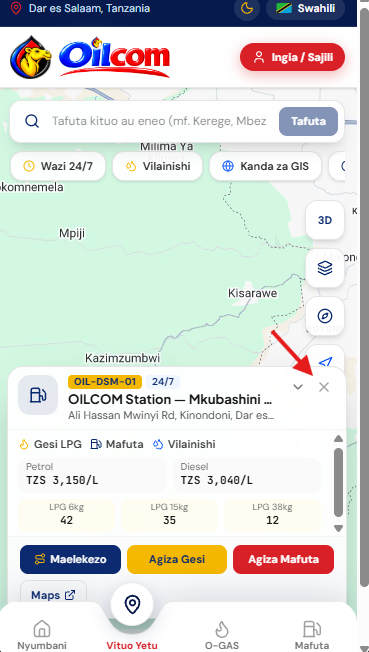 Dar es Salaam, Tanzania
Swahili
Oilcom
Ingia / Sajili
Tafuta kituo au eneo (mf. Kerege, Mbez
Tafuta
Milima Ya
Wazi 24/7
Vilainishi
Kanda za GIS
komnemela
3D
Mpiji
Kisarawe
Kazimzumbwi
OIL-DSM-01
24/7
OILCOM Station — Mkubashini ...
Ali Hassan Mwinyi Rd, Kinondoni, Dar es...
Gesi LPG
Mafuta
Vilainishi
Petrol
TZS 3,150/L
Diesel
TZS 3,040/L
LPG 6kg
42
LPG 15kg
35
LPG 38kg
12
Maelekezo
Agiza Gesi
Agiza Mafuta
Maps
Nyumbani
Vituo Yetu
O-GAS
Mafuta